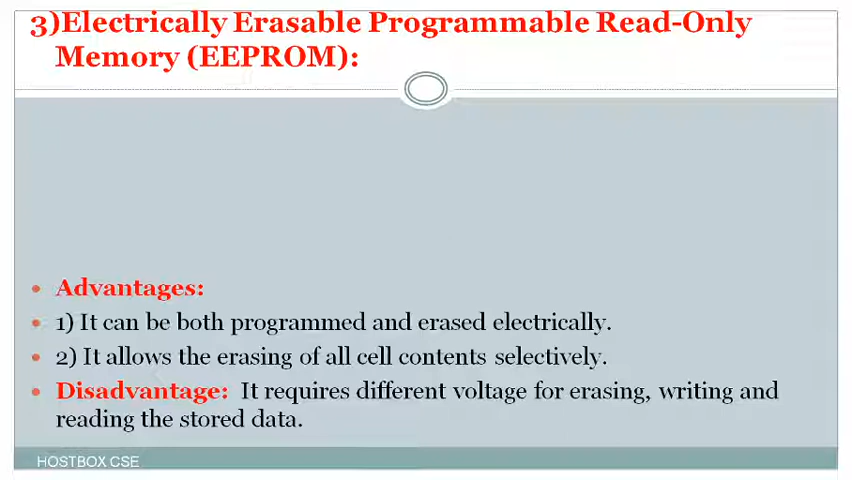 3)Electrically Erasable Programmable Read-Only
Memory (EEPROM):
• Advantages:
• 1) It can be both programmed and erased electrically.
• 2) It allows the erasing of all cell contents selectively.
• Disadvantage: It requires different voltage for erasing, writing and
reading the stored data.
HOSTBOX CSE